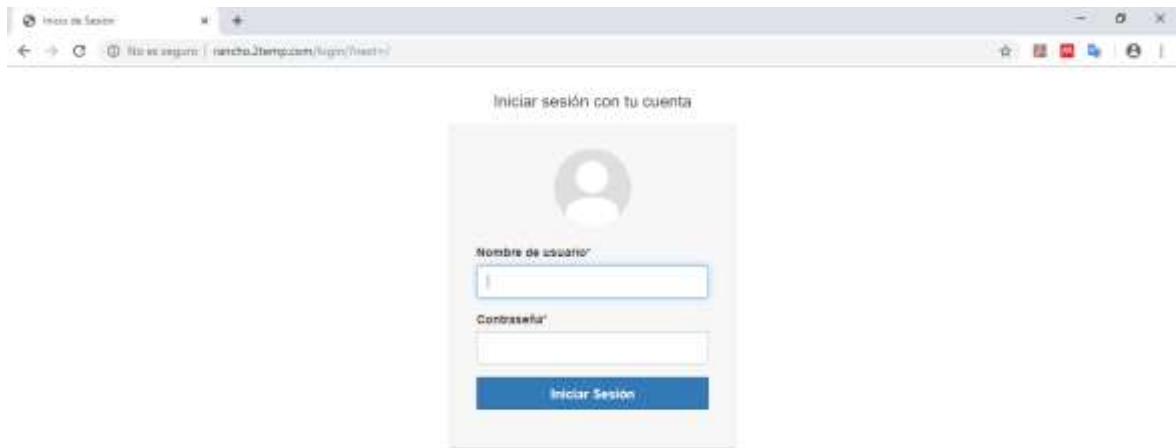 Inicio de Sesión
No es seguro | rancho.2temp.com/login/?next=/
Iniciar sesión con tu cuenta
Nombre de usuario*
Contraseña*
Iniciar Sesión